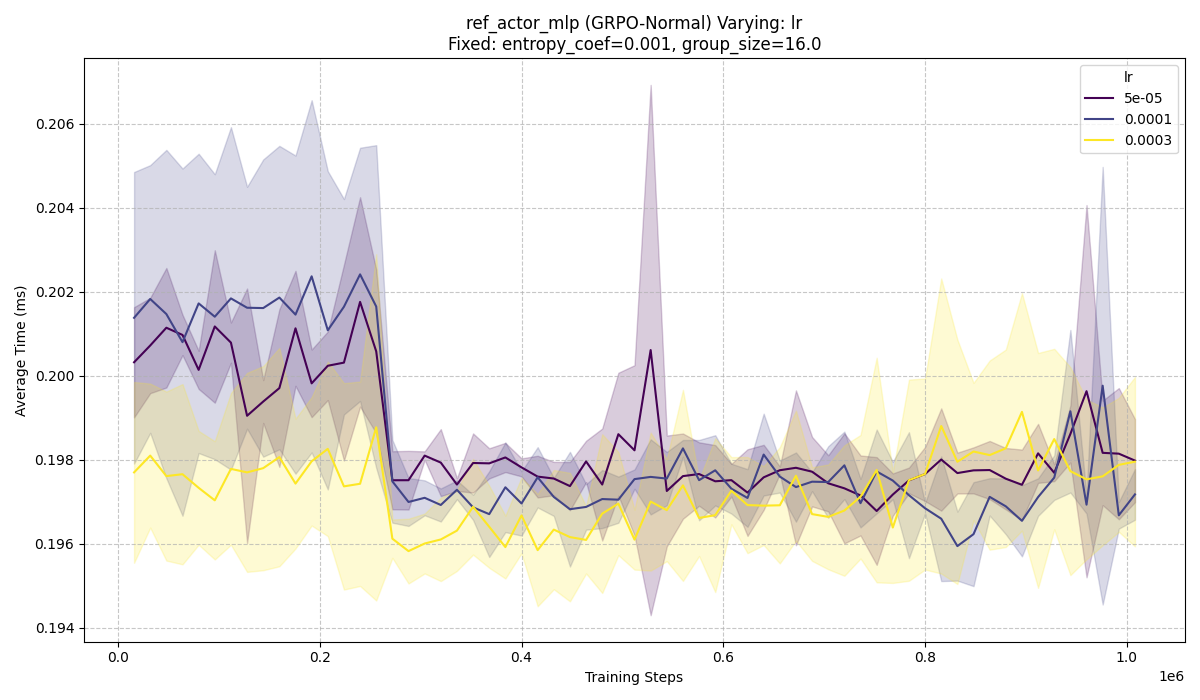 ref_actor_mlp (GRPO-Normal) Varying: lr
Fixed: entropy_coef=0.001, group_size=16.0
lr
5e-05
0.0001
0.0003
Average Time (ms)
0.206
0.204
0.202
0.200
0.198
0.196
0.194
0.0
0.2
0.4
0.6
0.8
1.0
1e6
Training Steps